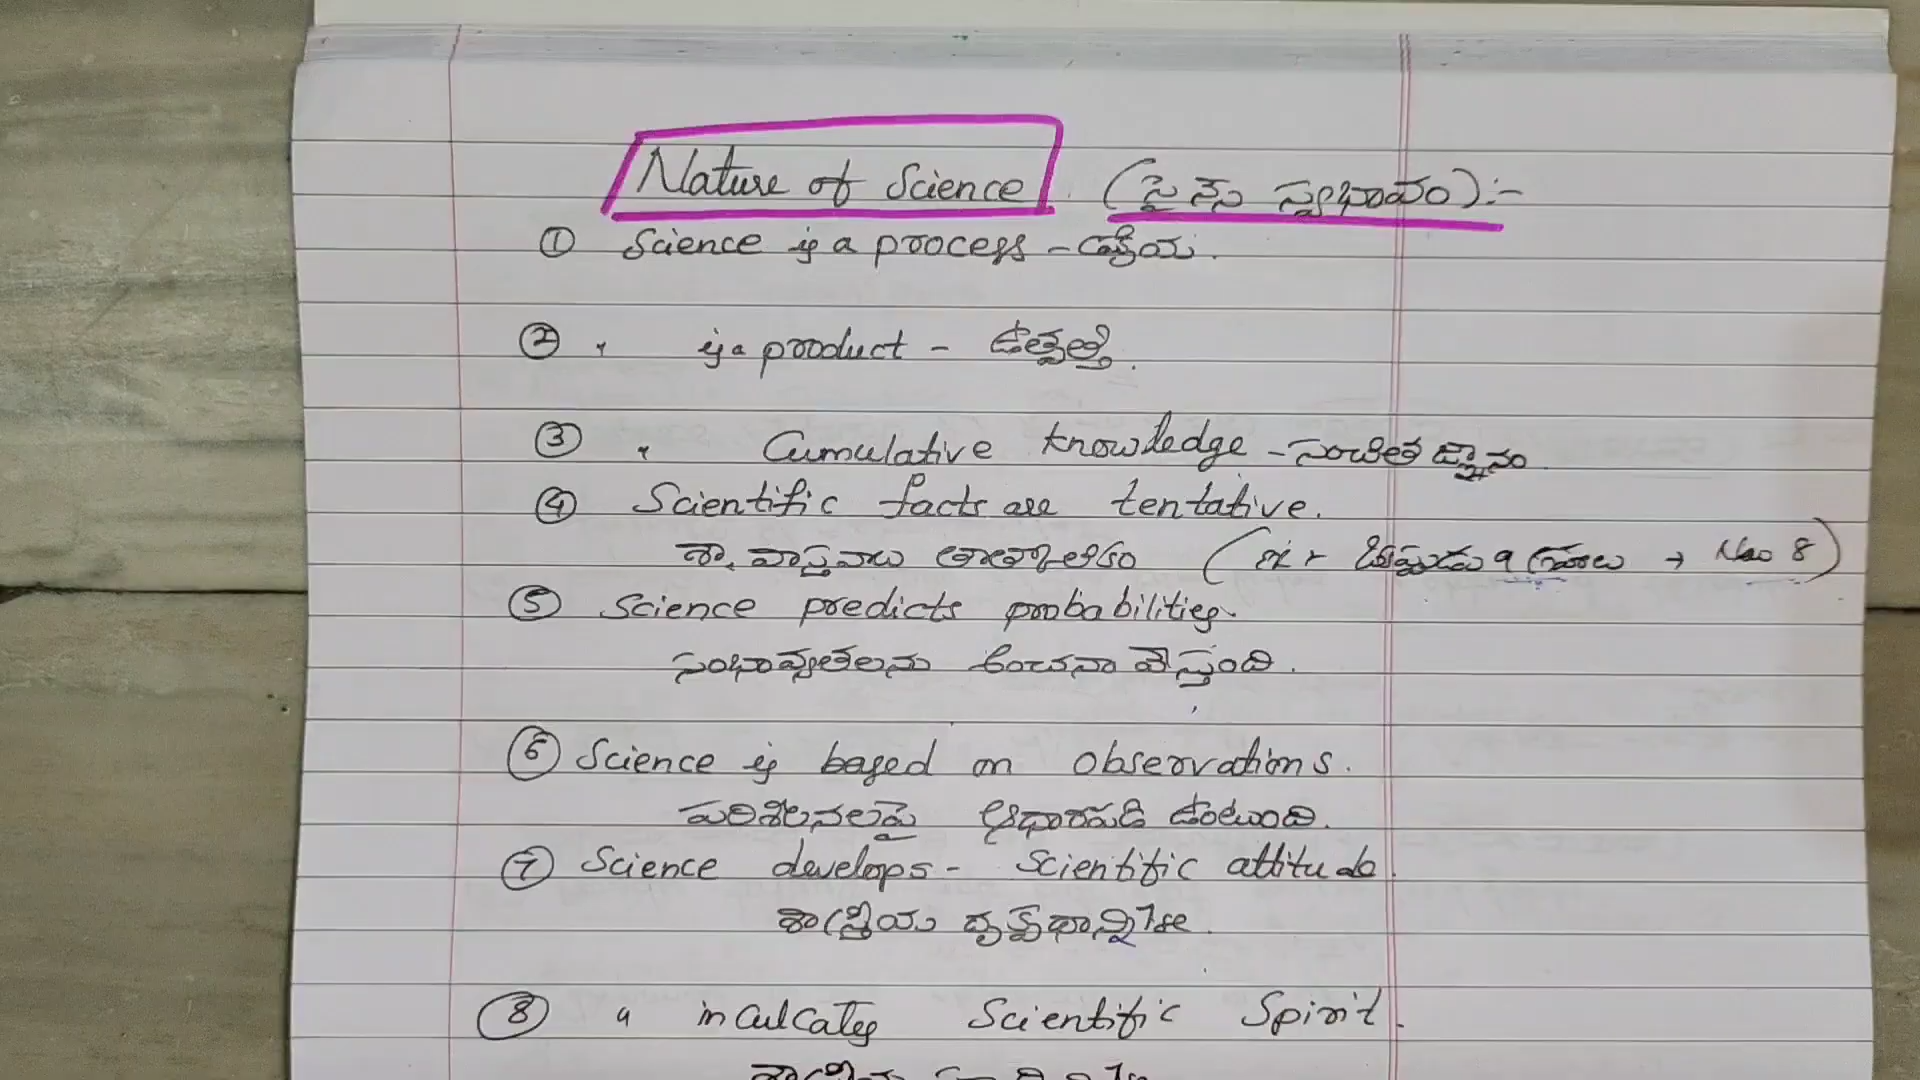 Nature of Science (సైన్సు స్వభావం):-
① Science is a process - ప్రక్రియ.
② " is a product - ఉత్పత్తి.
③ " Cumulative knowledge - సంచిత జ్ఞానం
④ Scientific facts are tentative.
శా. వాస్తవాలు తాత్కాలికం (Ex:- ఒకప్పుడు 9 గ్రహాలు → Now 8)
⑤ Science predicts probabilities.
సంభావ్యతలను అంచనా వేస్తుంది.
⑥ Science is based on observations.
పరిశీలనలపై ఆధారపడి ఉంటుంది.
⑦ Science develops - Scientific attitude.
శాస్త్రీయ దృక్పథాన్ని
⑧ " inculcates Scientific Spirit.